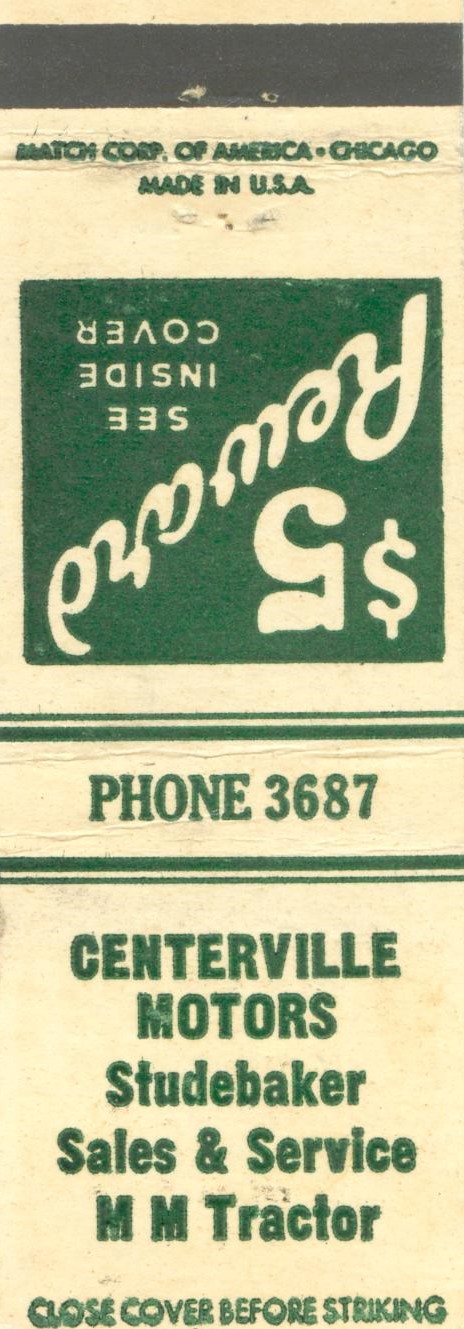 MATCH CORP. OF AMERICA • CHICAGO
MADE IN U.S.A.
$5
Reward
SEE
INSIDE
COVER
PHONE 3687
CENTERVILLE
MOTORS
Studebaker
Sales & Service
M M Tractor
CLOSE COVER BEFORE STRIKING